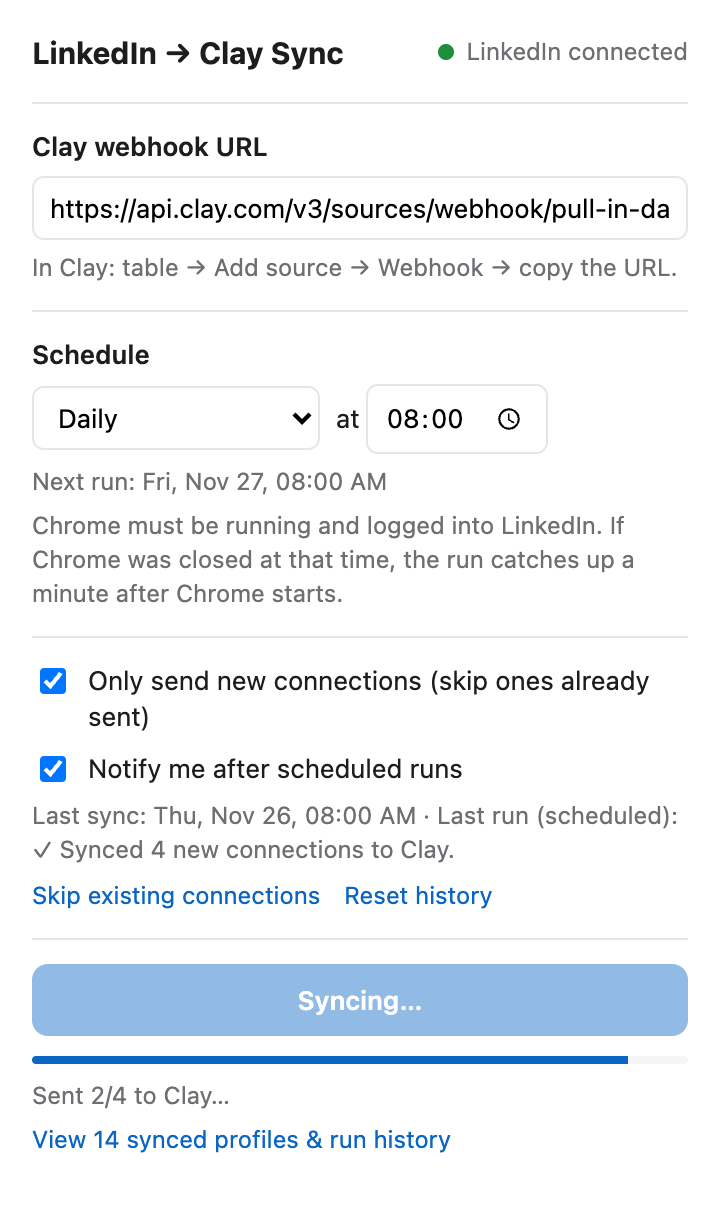 LinkedIn → Clay Sync
LinkedIn connected
Clay webhook URL
https://api.clay.com/v3/sources/webhook/pull-in-da
In Clay: table → Add source → Webhook → copy the URL.
Schedule
Daily
at
08:00
Next run: Fri, Nov 27, 08:00 AM
Chrome must be running and logged into LinkedIn. If
Chrome was closed at that time, the run catches up a
minute after Chrome starts.
Only send new connections (skip ones already
sent)
Notify me after scheduled runs
Last sync: Thu, Nov 26, 08:00 AM · Last run (scheduled):
✓ Synced 4 new connections to Clay.
Skip existing connections Reset history
Syncing…
Sent 2/4 to Clay…
View 14 synced profiles & run history